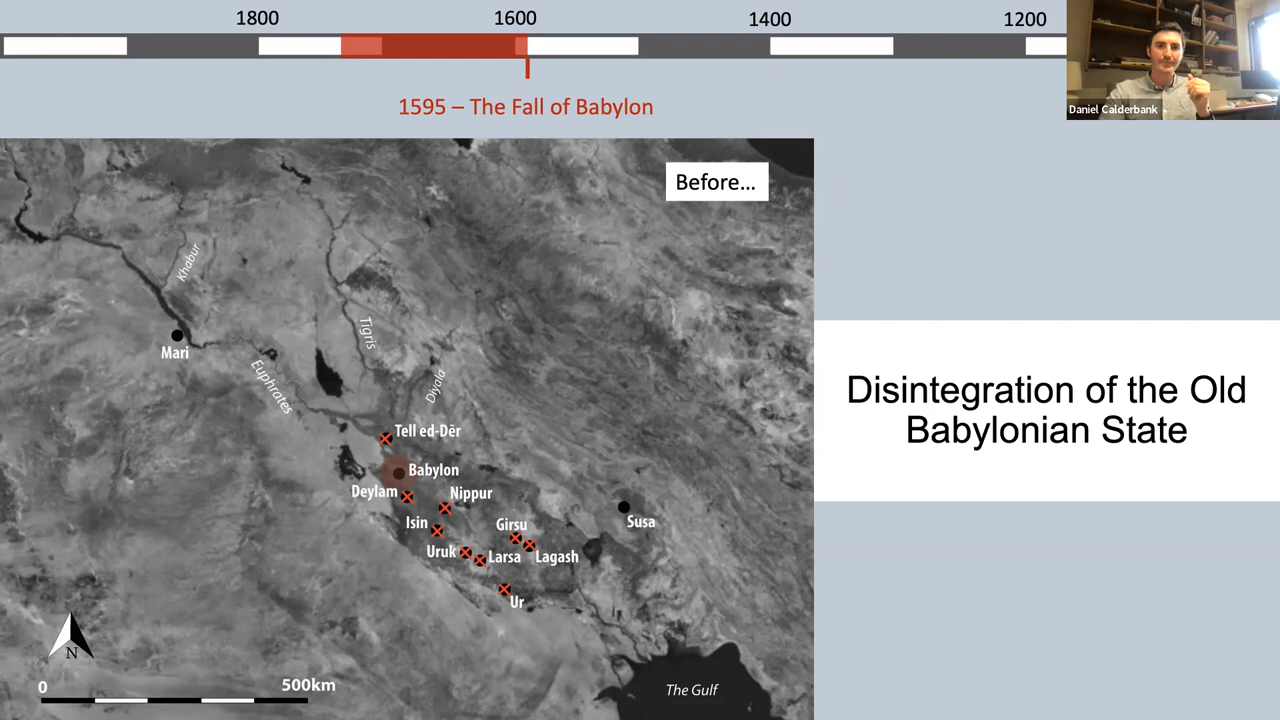 1800
1600
1400
1200
Daniel Calderbank
1595 – The Fall of Babylon
Before...
Khabur
Tigris
Mari
Euphrates
Diyala
Tell ed-Dēr
Babylon
Deylam
Nippur
Isin
Girsu
Susa
Uruk
Larsa
Lagash
Ur
N
0
500km
The Gulf
Disintegration of the Old
Babylonian State